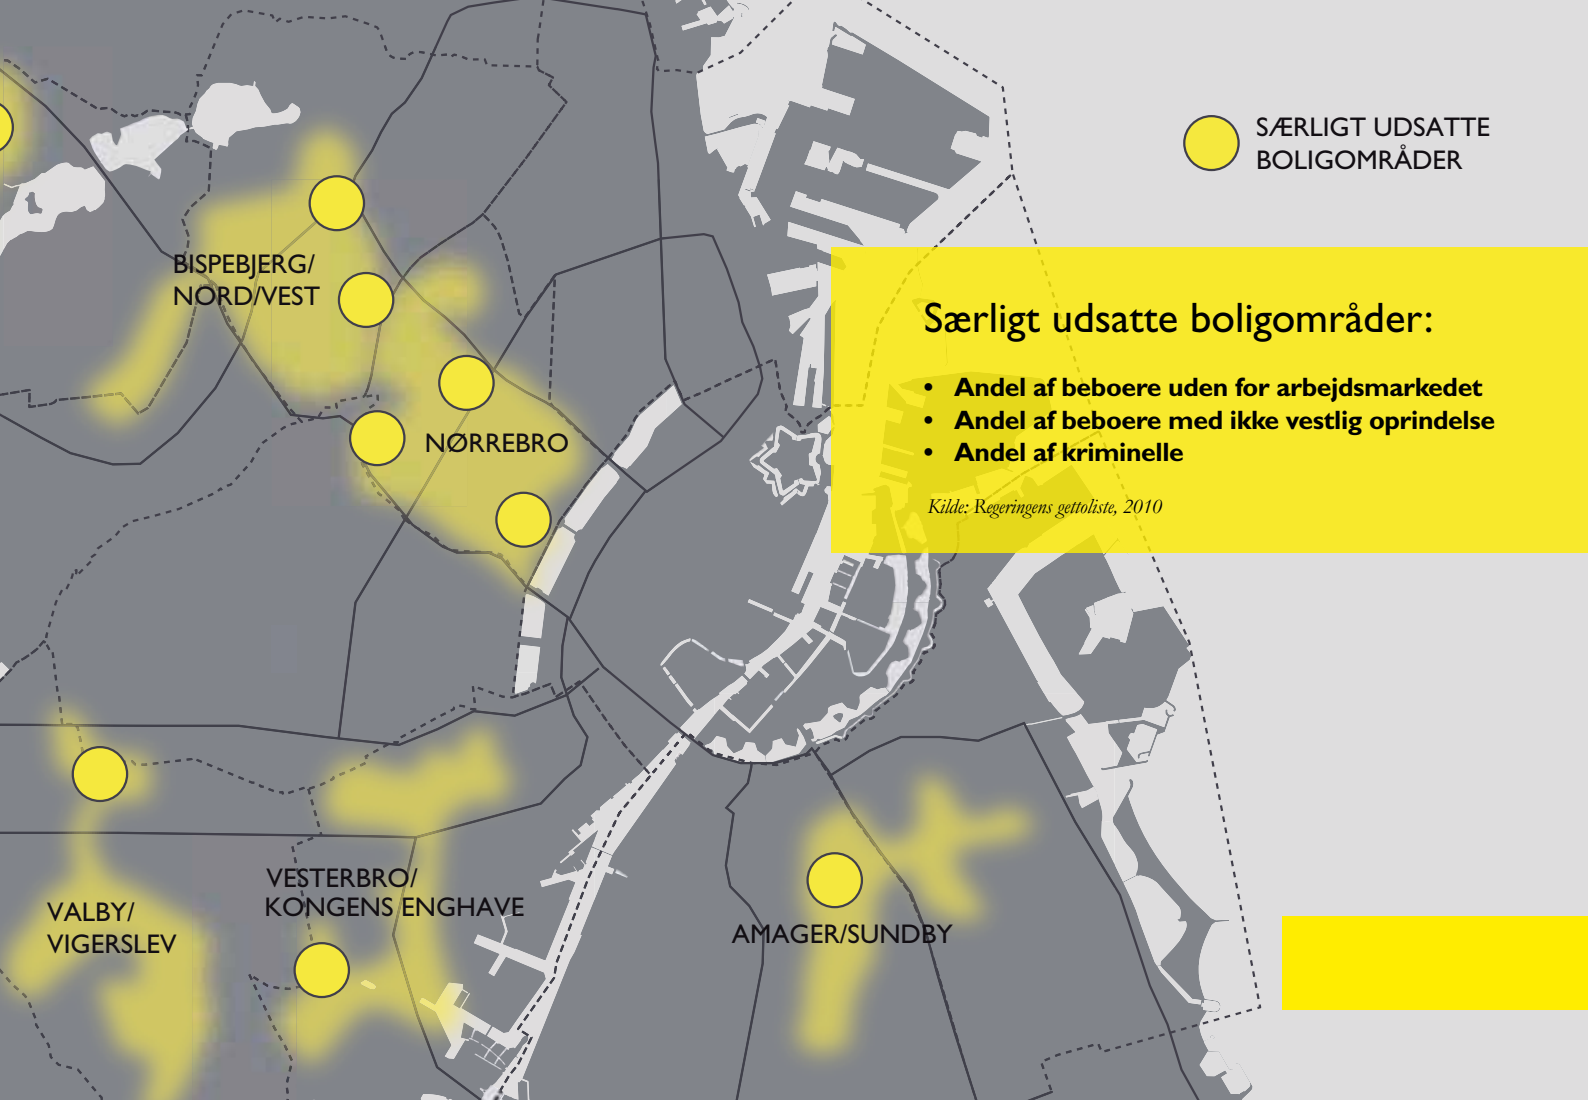 SÆRLIGT UDSATTE
BOLIGOMRÅDER
BISPEBJERG/
NORD/VEST
Særligt udsatte boligområder:
• Andel af beboere uden for arbejdsmarkedet
• Andel af beboere med ikke vestlig oprindelse
• Andel af kriminelle
Kilde: Regeringens gettoliste, 2010
NØRREBRO
VESTERBRO/
KONGENS ENGHAVE
VALBY/
VIGERSLEV
AMAGER/SUNDBY